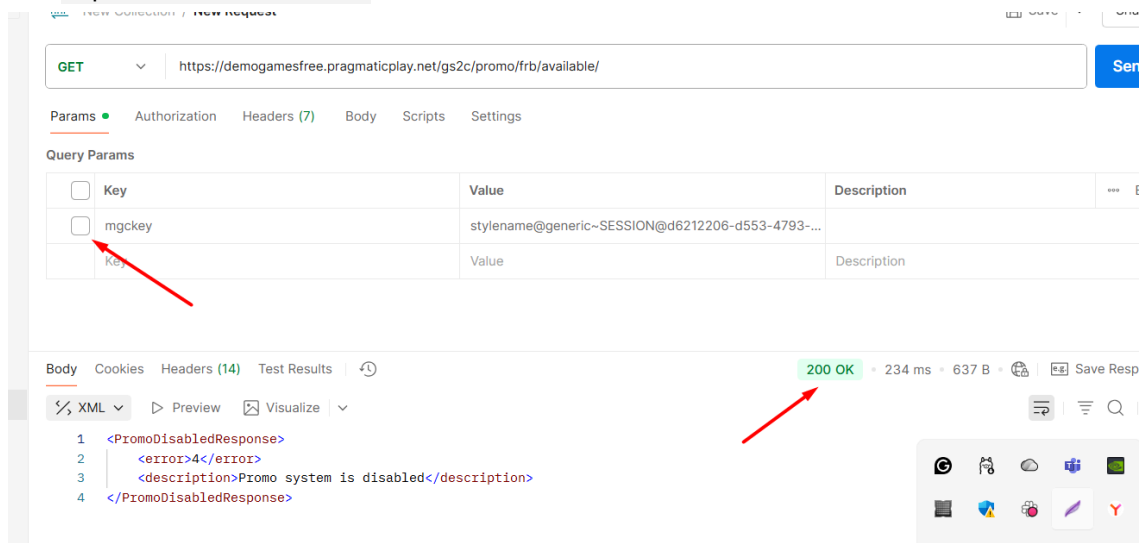 New Collection / New Request Save
GET https://demogamesfree.pragmaticplay.net/gs2c/promo/frb/available/ Sen
Params Authorization Headers (7) Body Scripts Settings
Query Params
Key Value Description
mgckey stylename@generic~SESSION@d6212206-d553-4793-...
Key Value Description
Body Cookies Headers (14) Test Results 200 OK 234 ms 637 B e.g. Save Resp
XML Preview Visualize
1 <PromoDisabledResponse>
2 <error>4</error>
3 <description>Promo system is disabled</description>
4 </PromoDisabledResponse>